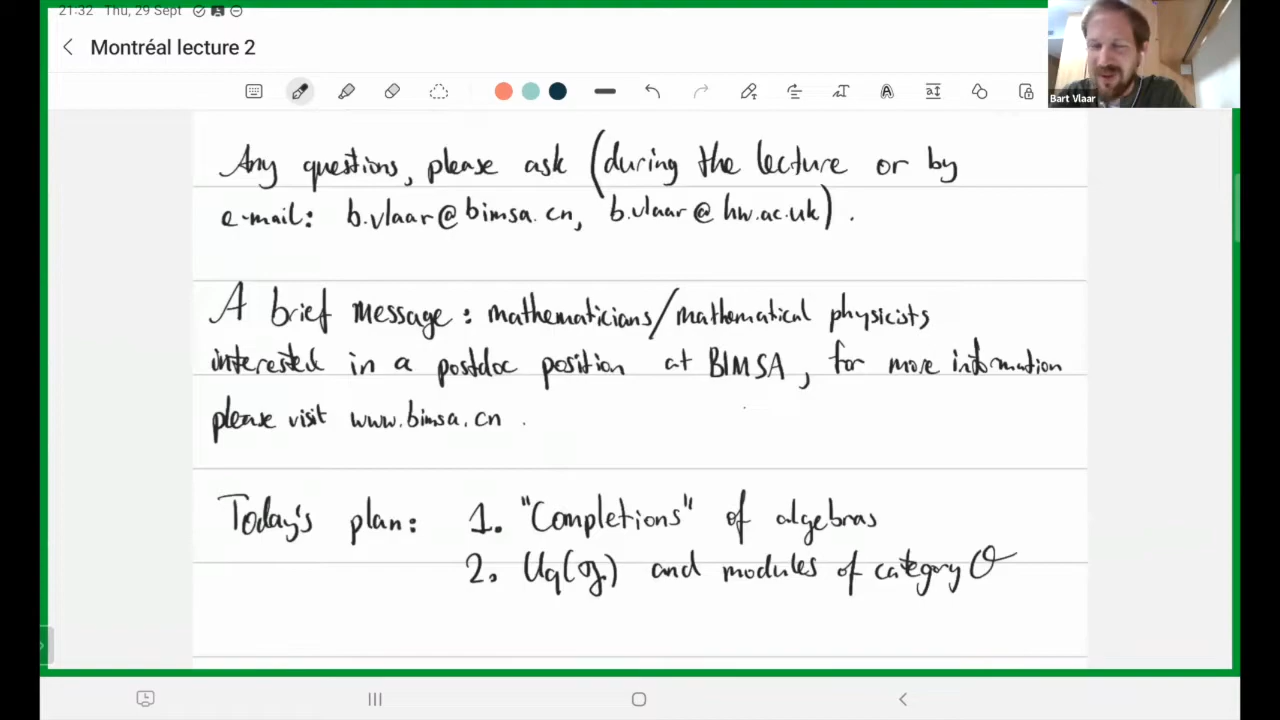 21:32 Thu, 29 Sept
Montréal lecture 2
Bart Vlaar
Any questions, please ask (during the lecture or by
e-mail: b.vlaar@bimsa.cn, b.vlaar@hw.ac.uk).
A brief message: mathematicians/mathematical physicists
interested in a postdoc position at BIMSA, for more information
please visit www.bimsa.cn.
Today's plan: 1. "Completions" of algebras
2. Uq(𝔤) and modules of category O